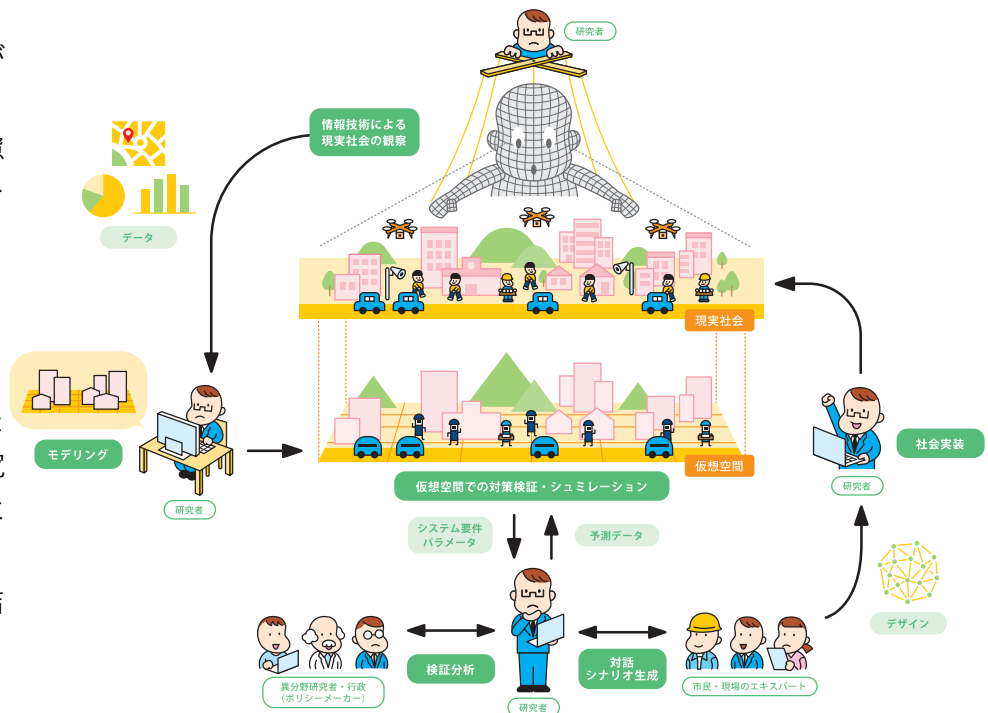 研究者
情報技術による
現実社会の観察
データ
現実社会
モデリング
研究者
仮想空間
仮想空間での対策検証・シュミレーション
社会実装
研究者
システム要件
パラメータ
予測データ
デザイン
検証分析
対話
シナリオ生成
異分野研究者・行政
（ポリシーメーカー）
研究者
市民・現場のエキスパート